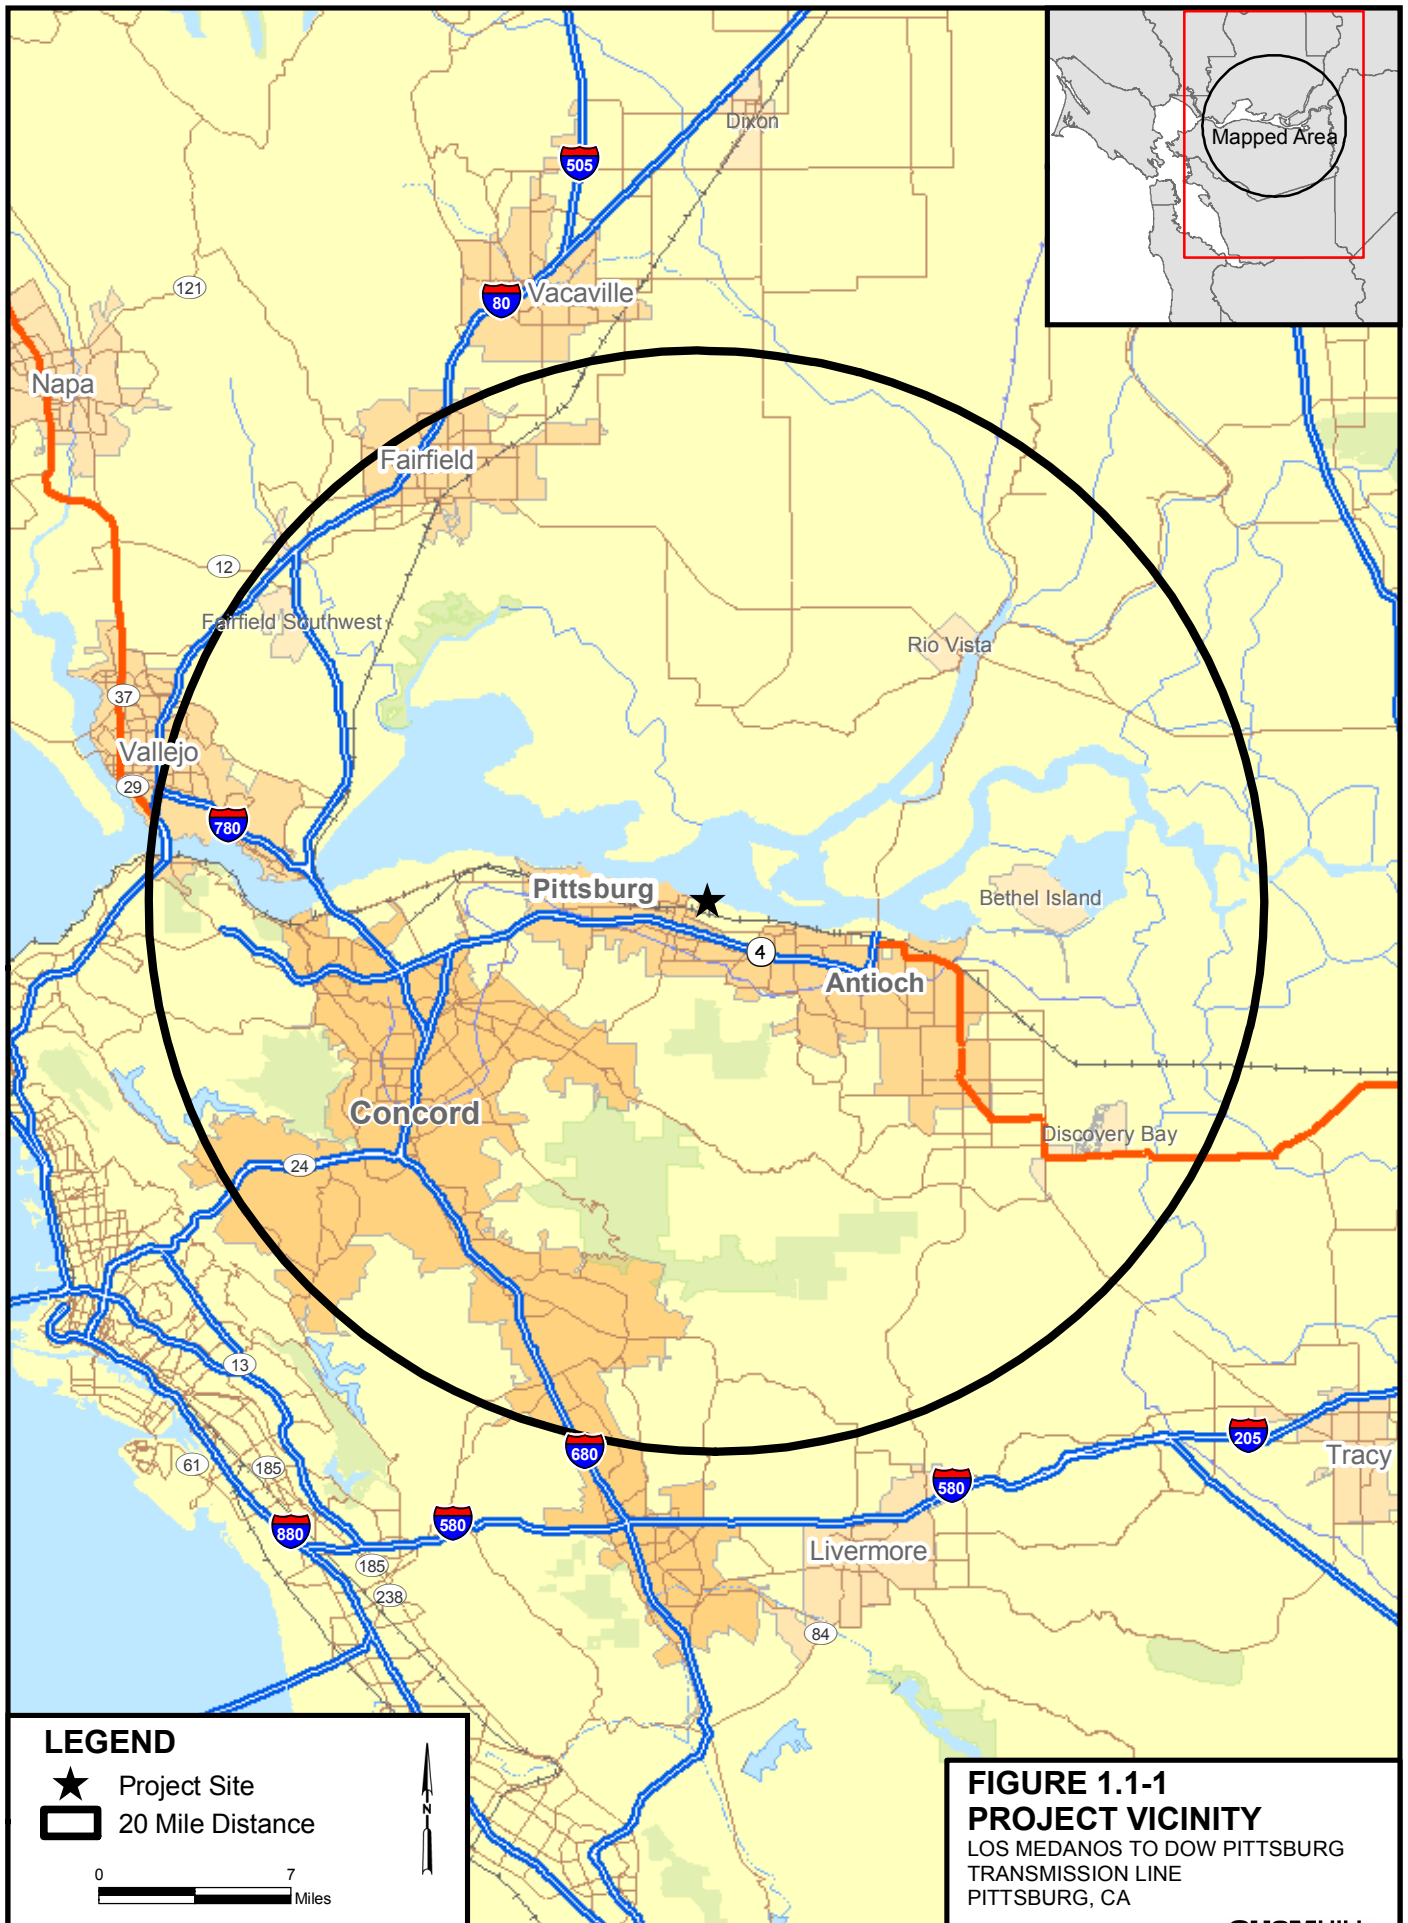 Mapped Area
Dixon
505
121
80
Vacaville
Napa
Fairfield
12
Fairfield Southwest
Rio Vista
37
Vallejo
29
780
Pittsburg
Bethel Island
4
Antioch
Concord
Discovery Bay
24
13
680
205
Tracy
61
185
580
580
880
Livermore
185
238
84
LEGEND
Project Site
20 Mile Distance
N
0 7
Miles
FIGURE 1.1-1
PROJECT VICINITY
LOS MEDANOS TO DOW PITTSBURG
TRANSMISSION LINE
PITTSBURG, CA